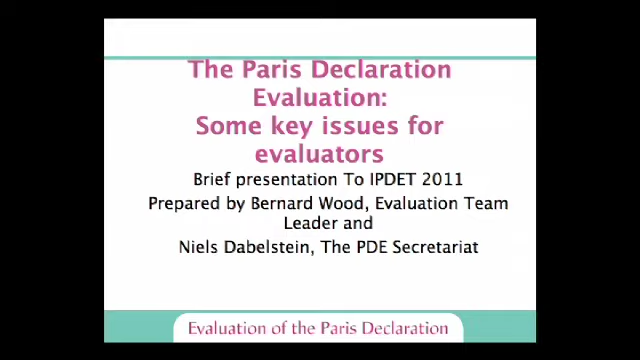 The Paris Declaration
Evaluation:
Some key issues for
evaluators
Brief presentation To IPDET 2011
Prepared by Bernard Wood, Evaluation Team
Leader and
Niels Dabelstein, The PDE Secretariat
Evaluation of the Paris Declaration